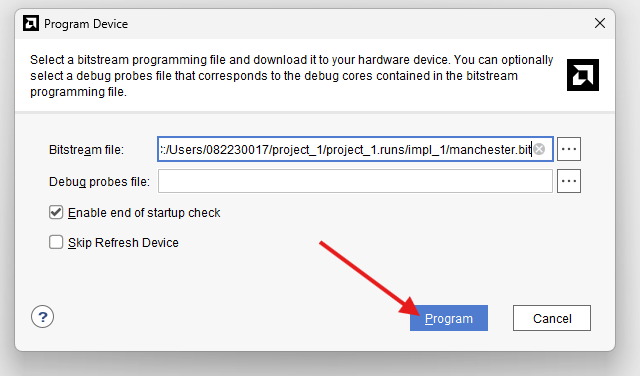 Program Device
Select a bitstream programming file and download it to your hardware device. You can optionally
select a debug probes file that corresponds to the debug cores contained in the bitstream
programming file.
Bitstream file: :/Users/082230017/project_1/project_1.runs/impl_1/manchester.bit ...
Debug probes file: ...
Enable end of startup check
Skip Refresh Device
? Program Cancel